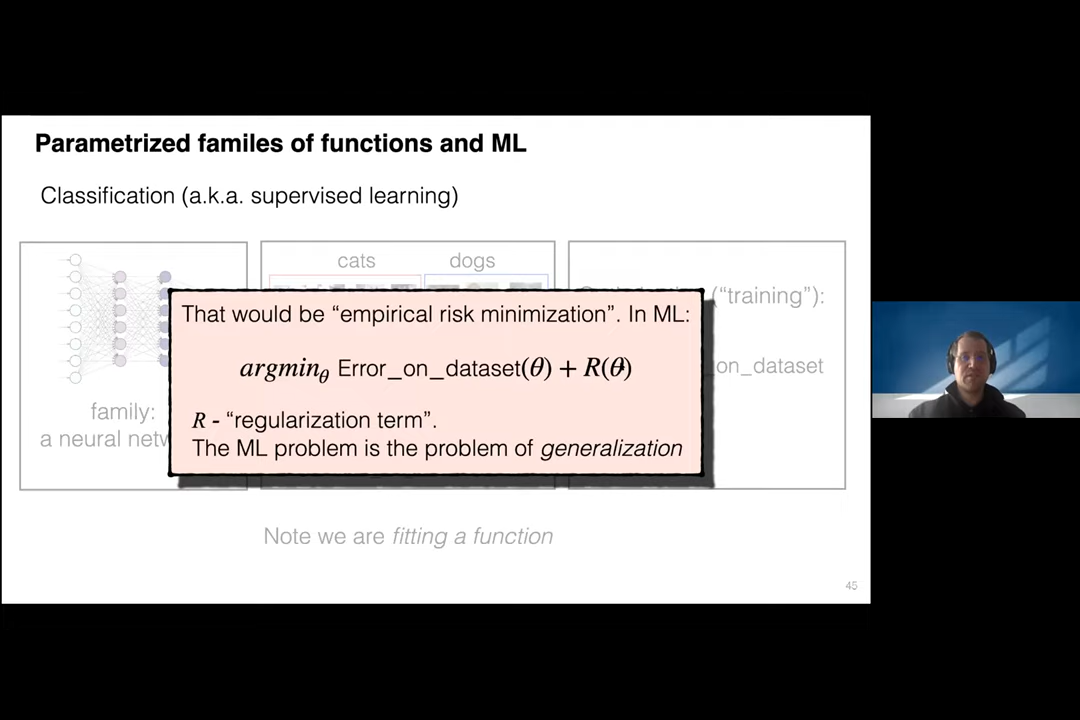 Parametrized familes of functions and ML
Classification (a.k.a. supervised learning)
cats dogs
("training"):
That would be “empirical risk minimization”. In ML:
argminθ Error_on_dataset(θ) + R(θ)
on_dataset
family:
R - “regularization term”.
a neural
The ML problem is the problem of generalization
Note we are fitting a function
45